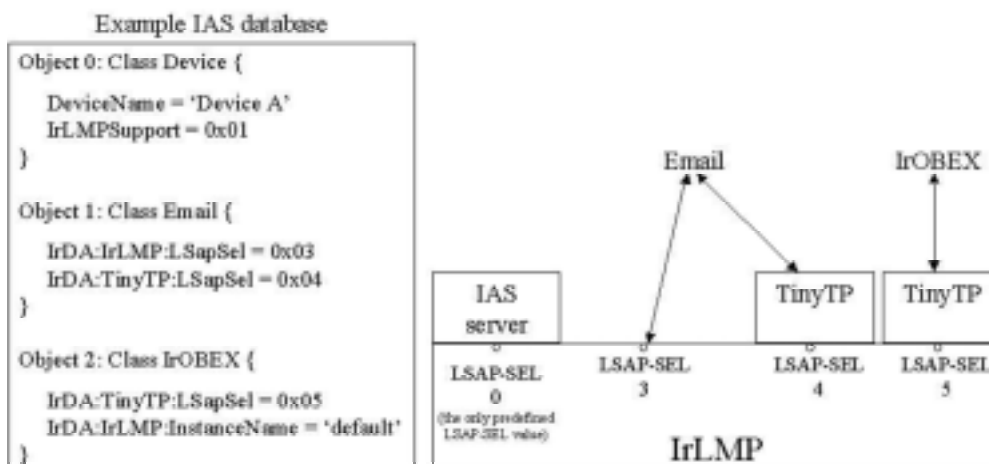 Example IAS database
Object 0: Class Device {
DeviceName = ‘Device A’
IrLMPSupport = 0x01
}
Object 1: Class Email {
IrDA:IrLMP:LSapSel = 0x03
IrDA:TinyTP:LSapSel = 0x04
}
Object 2: Class IrOBEX {
IrDA:TinyTP:LSapSel = 0x05
IrDA:IrLMP:InstanceName = ‘default’
}
Email
IrOBEX
IAS
server
TinyTP
TinyTP
LSAP-SEL
0
(the only predefined
LSAP-SEL value)
LSAP-SEL
3
LSAP-SEL
4
LSAP-SEL
5
IrLMP